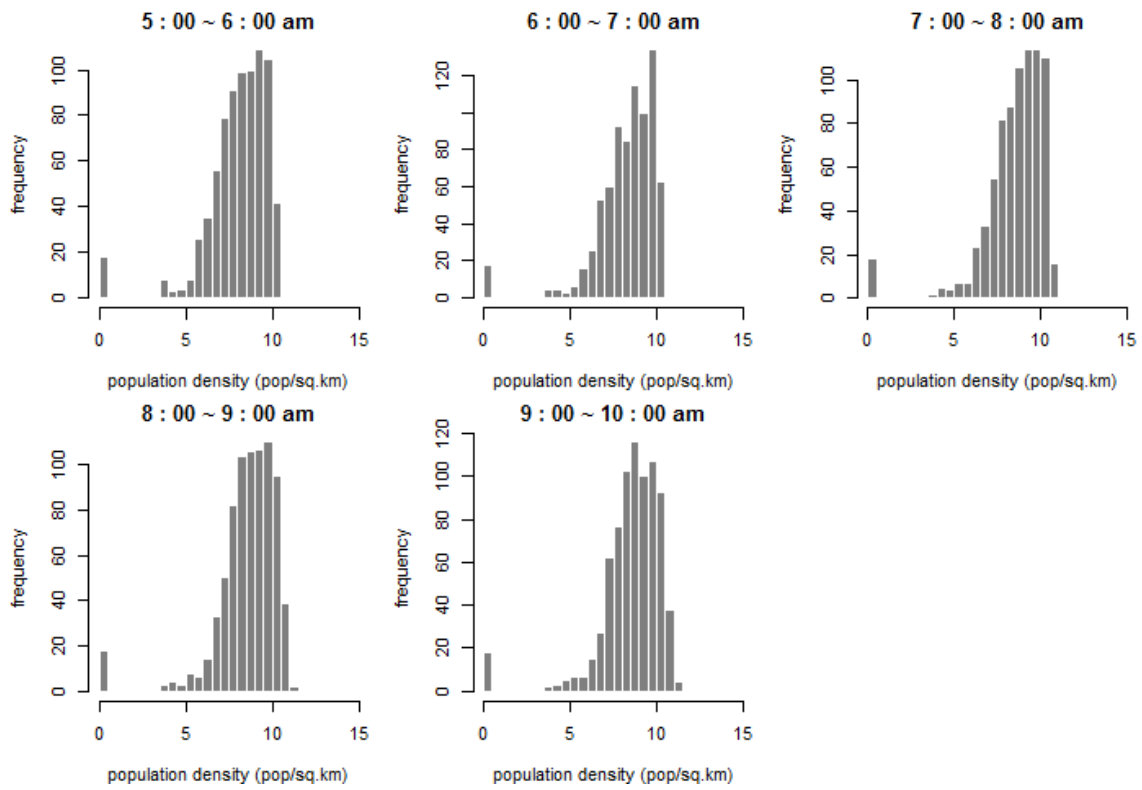 5 : 00 ~ 6 : 00 am
frequency
0 20 40 60 80 100
0 5 10 15
population density (pop/sq.km)
6 : 00 ~ 7 : 00 am
frequency
0 20 40 60 80 120
0 5 10 15
population density (pop/sq.km)
7 : 00 ~ 8 : 00 am
frequency
0 20 40 60 80 100
0 5 10 15
population density (pop/sq.km)
8 : 00 ~ 9 : 00 am
frequency
0 20 40 60 80 100
0 5 10 15
population density (pop/sq.km)
9 : 00 ~ 10 : 00 am
frequency
0 20 40 60 80 100 120
0 5 10 15
population density (pop/sq.km)